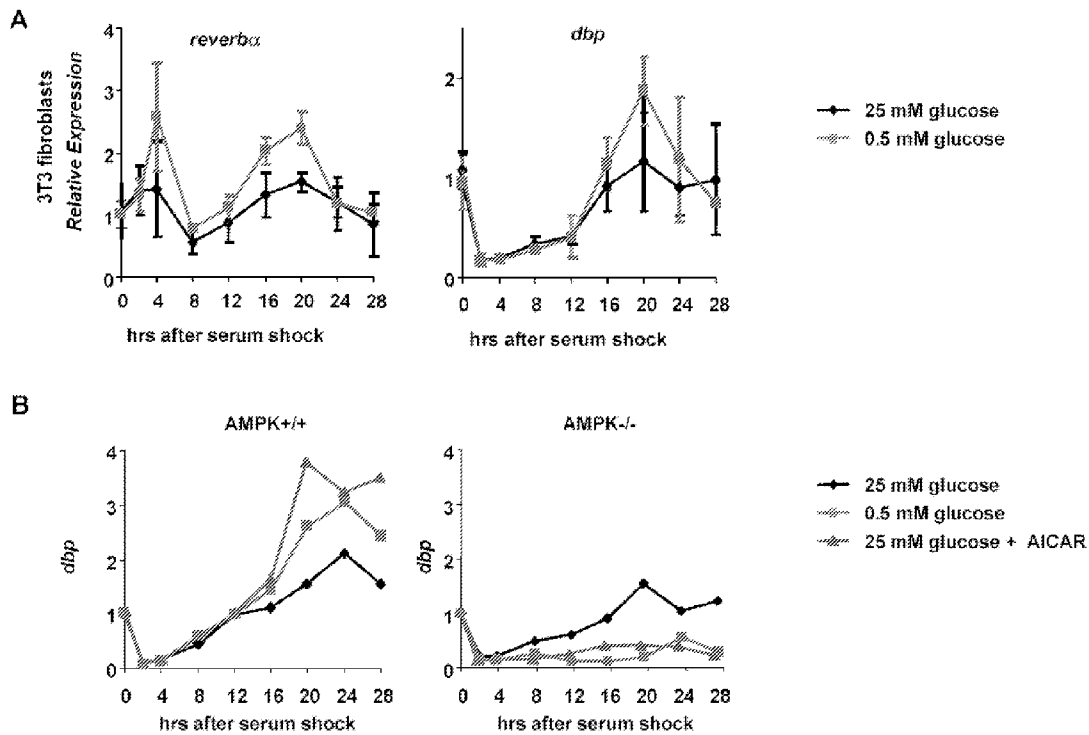 A
reverbα
dbp
3T3 fibroblasts
Relative Expression
4
3
2
1
0
0 4 8 12 16 20 24 28
hrs after serum shock
2
1
0
0 4 8 12 16 20 24 28
hrs after serum shock
25 mM glucose
0.5 mM glucose
B
AMPK+/+
AMPK-/-
dbp
4
3
2
1
0
0 4 8 12 16 20 24 28
hrs after serum shock
dbp
4
3
2
1
0
0 4 8 12 16 20 24 28
hrs after serum shock
25 mM glucose
0.5 mM glucose
25 mM glucose + AICAR